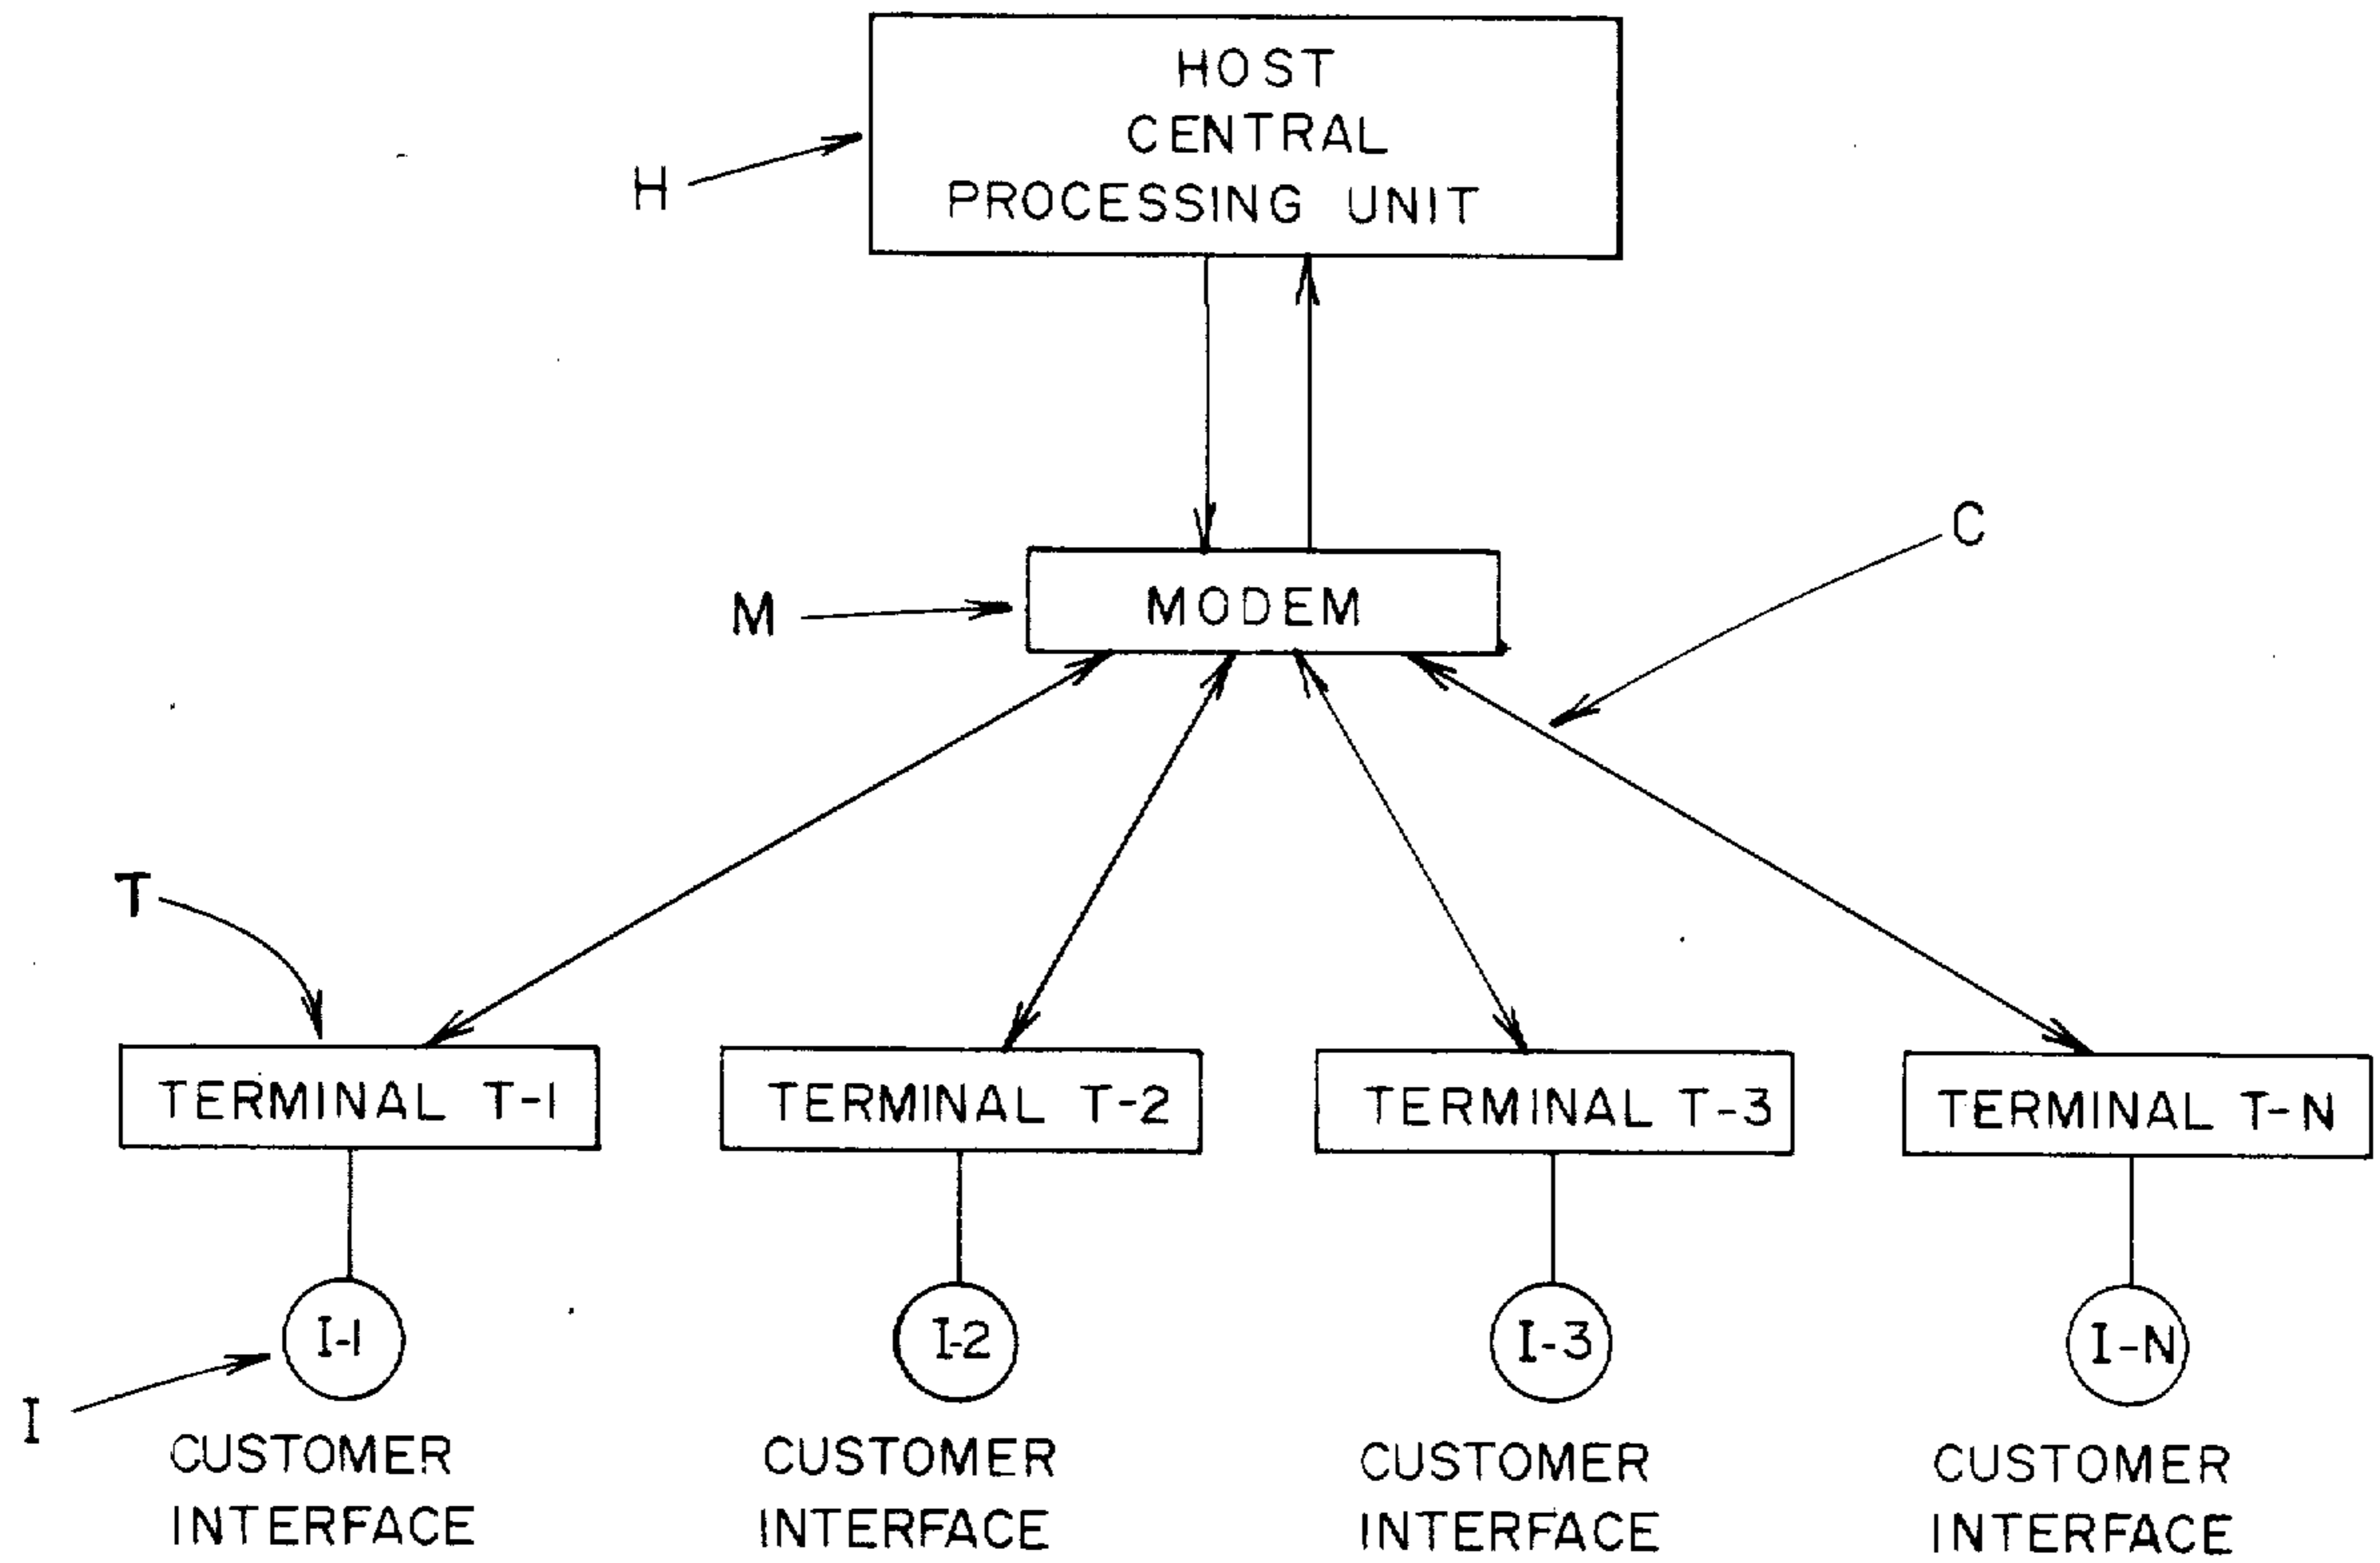 HOST
CENTRAL
PROCESSING UNIT
H
C
M
MODEM
T
TERMINAL T-1
TERMINAL T-2
TERMINAL T-3
TERMINAL T-N
I-1
I-2
I-3
I-N
I
CUSTOMER
INTERFACE
CUSTOMER
INTERFACE
CUSTOMER
INTERFACE
CUSTOMER
INTERFACE